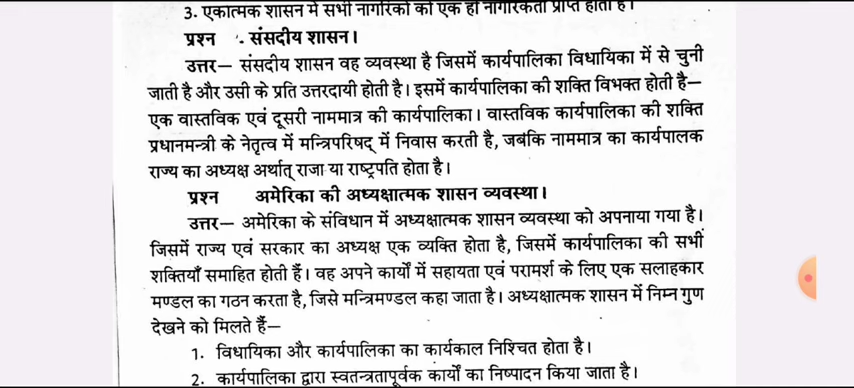 3. एकात्मक शासन में सभी नागरिकों को एक ही नागरिकता प्राप्त होती है।
प्रश्न संसदीय शासन।
उत्तर— संसदीय शासन वह व्यवस्था है जिसमें कार्यपालिका विधायिका में से चुनी
जाती है और उसी के प्रति उत्तरदायी होती है। इसमें कार्यपालिका की शक्ति विभक्त होती है—
एक वास्तविक एवं दूसरी नाममात्र की कार्यपालिका। वास्तविक कार्यपालिका की शक्ति
प्रधानमन्त्री के नेतृत्व में मन्त्रिपरिषद् में निवास करती है, जबकि नाममात्र का कार्यपालक
राज्य का अध्यक्ष अर्थात् राजा या राष्ट्रपति होता है।
प्रश्न अमेरिका की अध्यक्षात्मक शासन व्यवस्था।
उत्तर— अमेरिका के संविधान में अध्यक्षात्मक शासन व्यवस्था को अपनाया गया है।
जिसमें राज्य एवं सरकार का अध्यक्ष एक व्यक्ति होता है, जिसमें कार्यपालिका की सभी
शक्तियाँ समाहित होती हैं। वह अपने कार्यों में सहायता एवं परामर्श के लिए एक सलाहकार
मण्डल का गठन करता है, जिसे मन्त्रिमण्डल कहा जाता है। अध्यक्षात्मक शासन में निम्न गुण
देखने को मिलते हैं—
1. विधायिका और कार्यपालिका का कार्यकाल निश्चित होता है।
2. कार्यपालिका द्वारा स्वतन्त्रतापूर्वक कार्यों का निष्पादन किया जाता है।